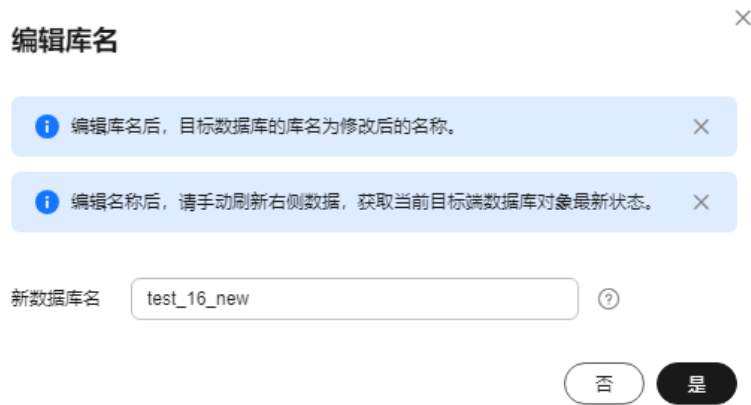 编辑库名
编辑库名后，目标数据库的库名为修改后的名称。
编辑名称后，请手动刷新右侧数据，获取当前目标端数据库对象最新状态。
新数据库名 test_16_new
否 是